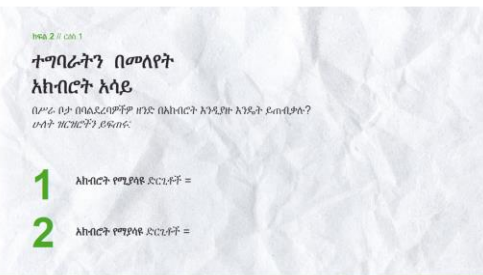 ክፍል 2 // ርዕስ 1
ተግባራትን በመለየት
አክብሮት አሳይ
በሥራ ቦታ በባልደረባዎችዎ ዘንድ በአክብሮት እንዲያዙ እንዴት ይጠብቃሉ?
ሁለት ዝርዝሮችን ይፍጠሩ:
1 አክብሮት የሚያሳዩ ድርጊቶች =
2 አክብሮት የማያሳዩ ድርጊቶች =